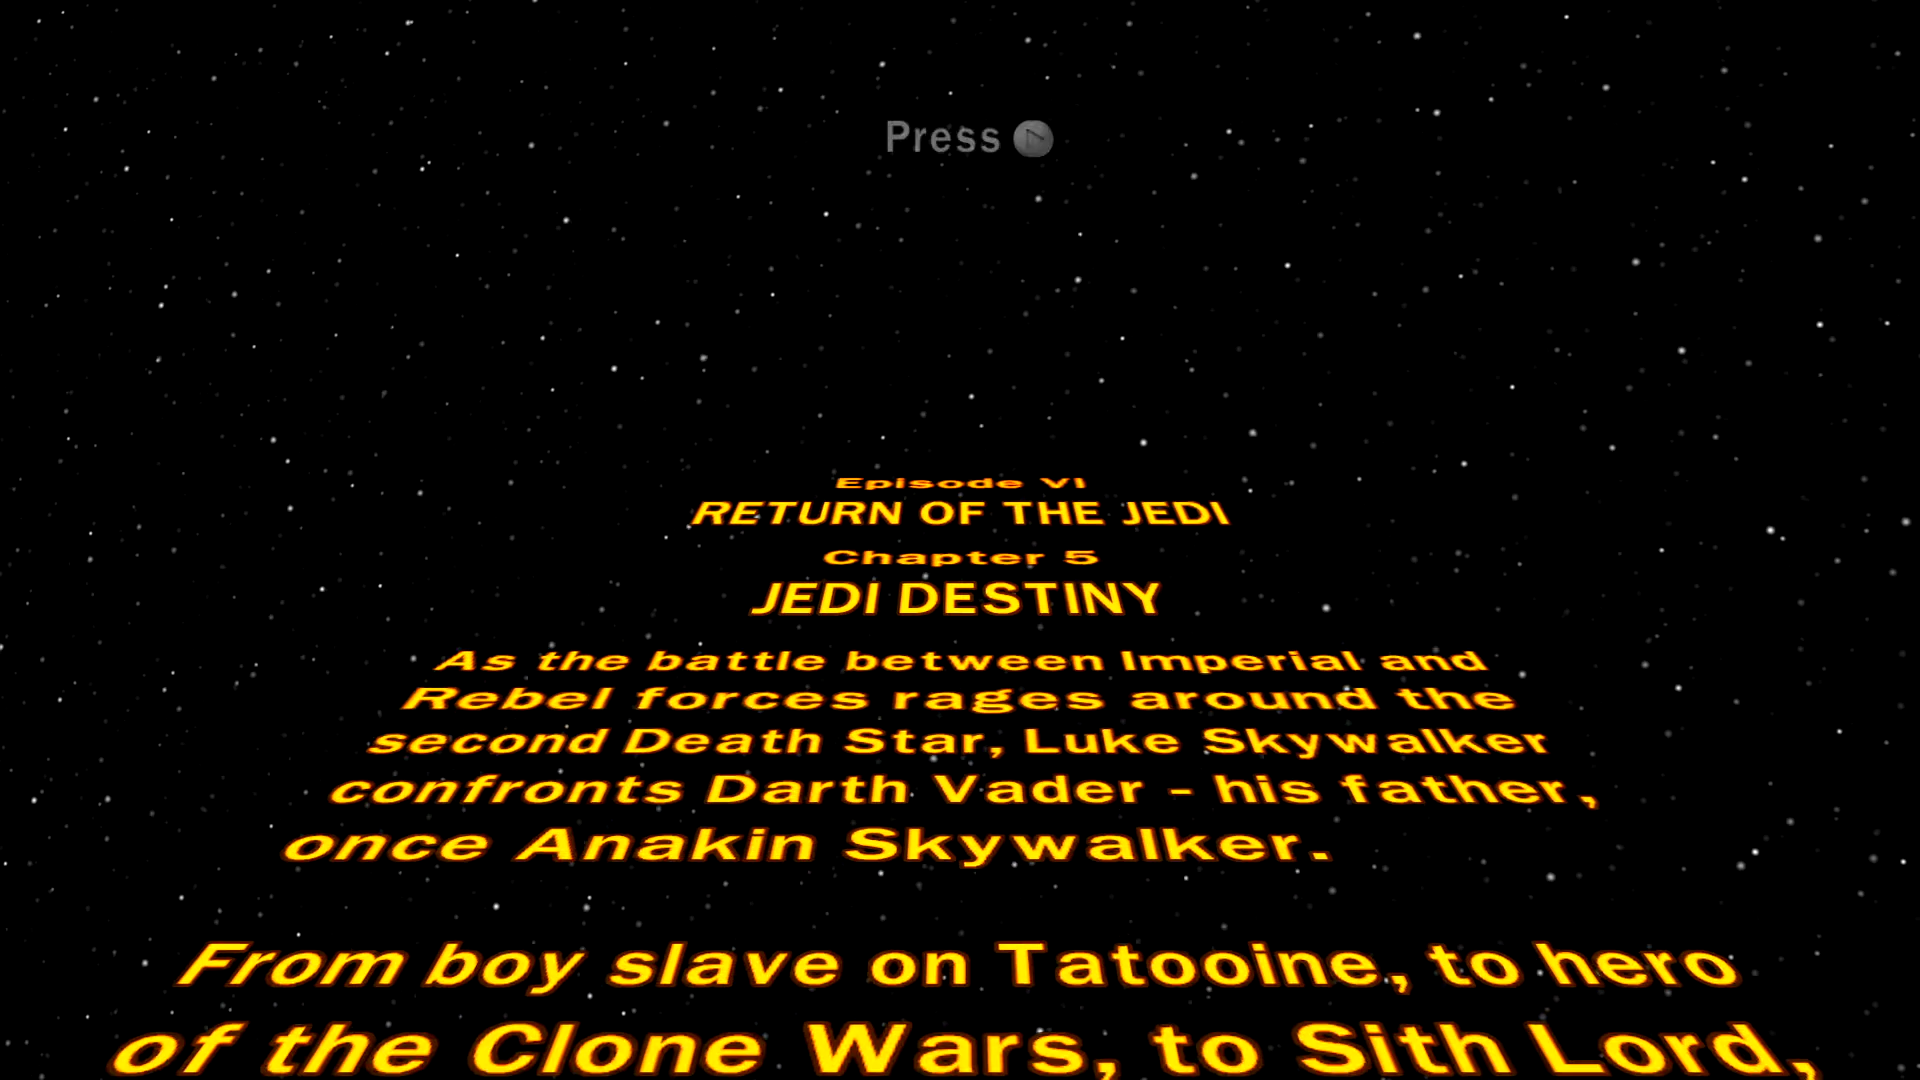 Press
Episode VI
RETURN OF THE JEDI
Chapter 5
JEDI DESTINY
As the battle between Imperial and
Rebel forces rages around the
second Death Star, Luke Skywalker
confronts Darth Vader - his father,
once Anakin Skywalker.
From boy slave on Tatooine, to hero
of the Clone Wars, to Sith Lord,